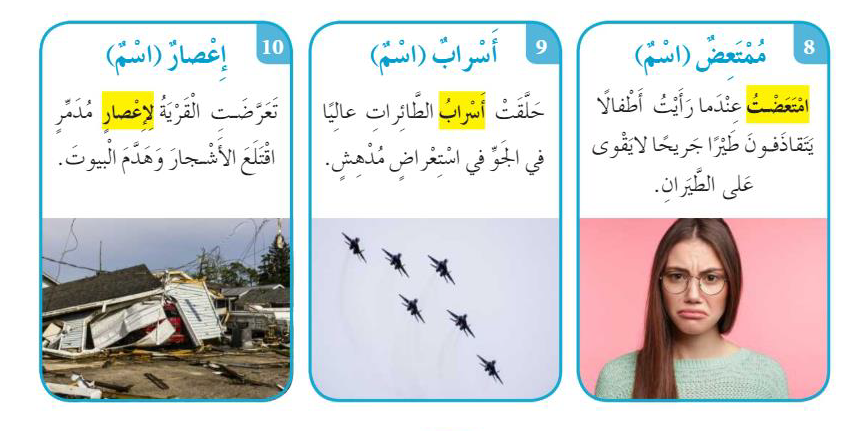 8
مُمْتَعِضٌ (اسْمٌ)
امْتَعَضْتُ عِنْدَما رَأَيْتُ أَطْفالًا
يَتَقاذَفونَ طَيْرًا جَريحًا لايَقْوى
عَلى الطَّيَرانِ.
9
أَسْرابٌ (اسْمٌ)
حَلَّقَتْ أَسْرابُ الطَّائِراتِ عالِيًا
في الجَوِّ في اسْتِعْراضٍ مُدْهِشٍ.
10
إِعْصارٌ (اسْمٌ)
تَعَرَّضَتِ الْقَرْيَةُ لِإعْصارٍ مُدَمِّرٍ
اقْتَلَعَ الأَشْجارَ وَهَدَّمَ الْبيوتَ.